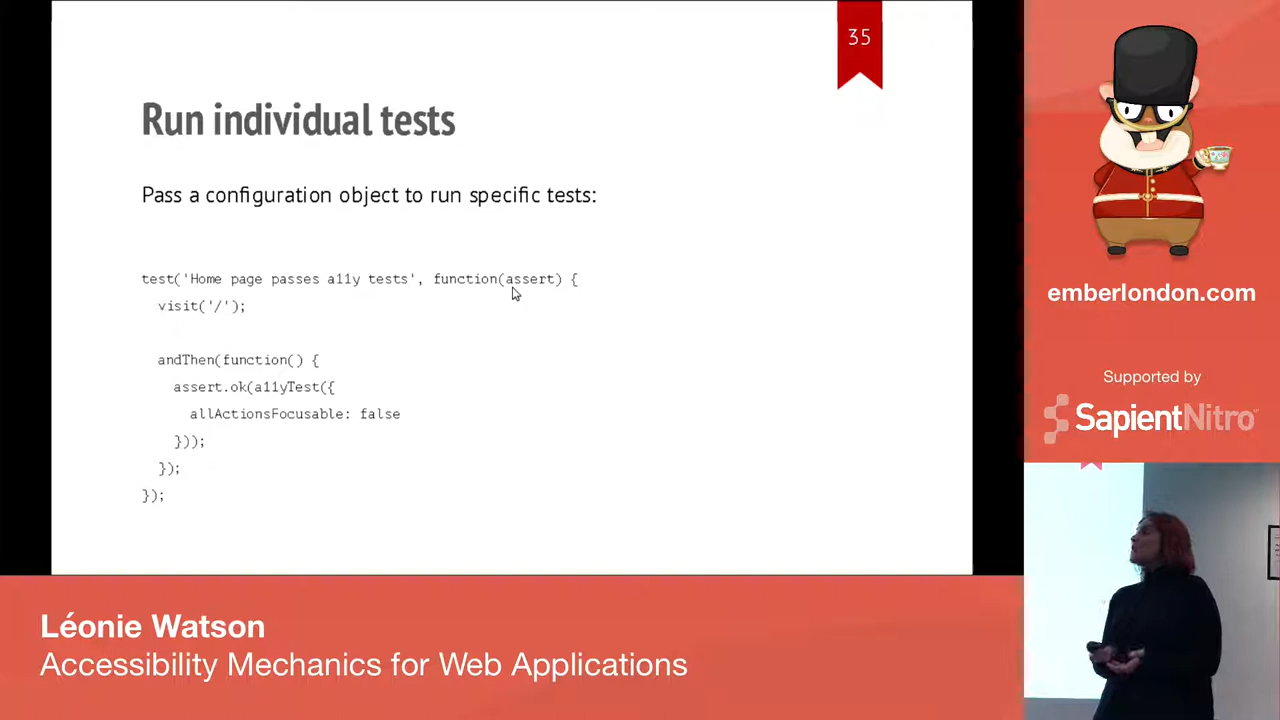 35
Run individual tests
Pass a configuration object to run specific tests:
test('Home page passes a11y tests', function(assert) {
visit('/');
andThen(function() {
assert.ok(a11yTest({
allActionsFocusable: false
}));
});
});
emberlondon.com
Supported by
SapientNitro
Léonie Watson
Accessibility Mechanics for Web Applications